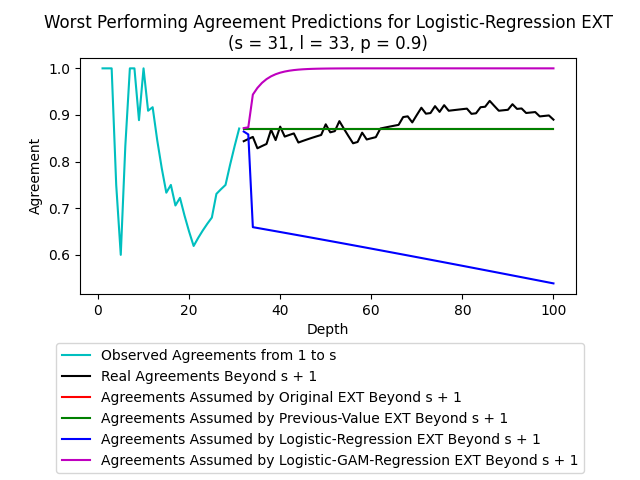 Worst Performing Agreement Predictions for Logistic-Regression EXT
(s = 31, l = 33, p = 0.9)
Agreement
1.0
0.9
0.8
0.7
0.6
0
20
40
60
80
100
Depth
Observed Agreements from 1 to s
Real Agreements Beyond s + 1
Agreements Assumed by Original EXT Beyond s + 1
Agreements Assumed by Previous-Value EXT Beyond s + 1
Agreements Assumed by Logistic-Regression EXT Beyond s + 1
Agreements Assumed by Logistic-GAM-Regression EXT Beyond s + 1